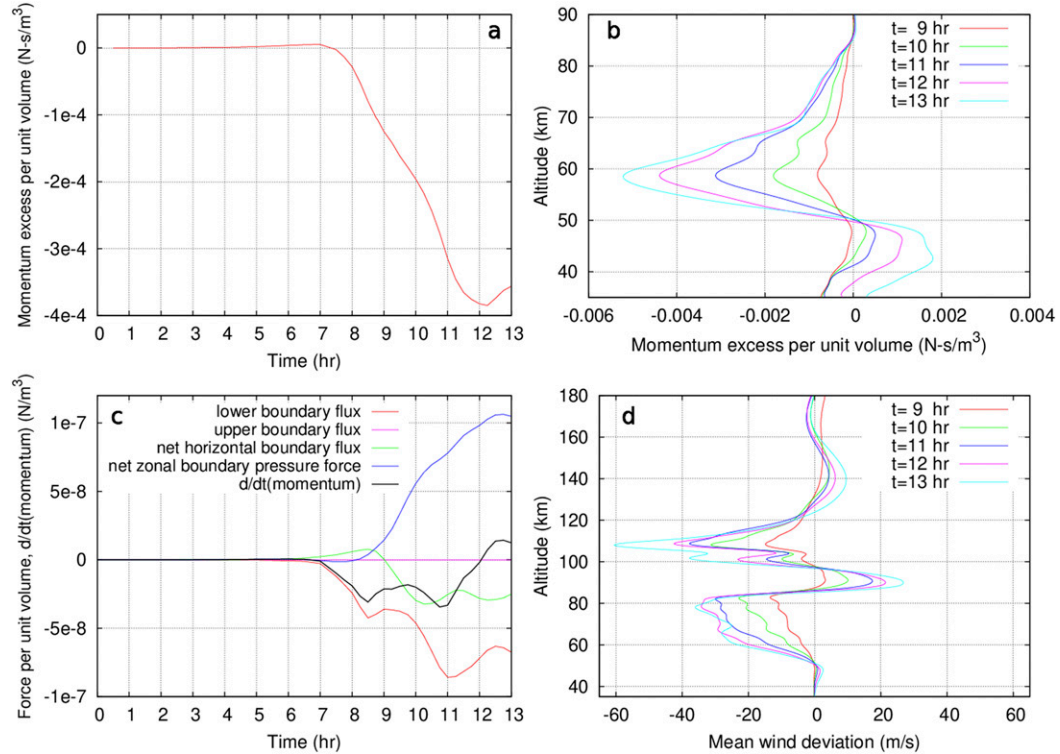 a
Momentum excess per unit volume (N-s/m³)
0
-1e-4
-2e-4
-3e-4
-4e-4
0 1 2 3 4 5 6 7 8 9 10 11 12 13
Time (hr)
b
t= 9 hr
t=10 hr
t=11 hr
t=12 hr
t=13 hr
Altitude (km)
90
80
70
60
50
40
-0.006 -0.004 -0.002 0 0.002 0.004
Momentum excess per unit volume (N-s/m³)
c
lower boundary flux
upper boundary flux
net horizontal boundary flux
net zonal boundary pressure force
d/dt(momentum)
Force per unit volume, d/dt(momentum) (N/m³)
1e-7
5e-8
0
-5e-8
-1e-7
0 1 2 3 4 5 6 7 8 9 10 11 12 13
Time (hr)
d
t= 9 hr
t=10 hr
t=11 hr
t=12 hr
t=13 hr
Altitude (km)
180
160
140
120
100
80
60
40
-60 -40 -20 0 20 40 60
Mean wind deviation (m/s)